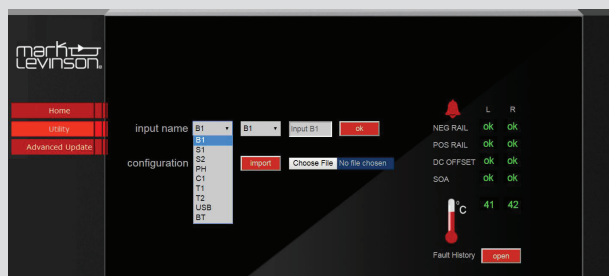 mark
Levinson®
Home
Utility
Advanced Update
input name B1 B1 Input B1 ok
B1
S1
S2
PH
C1
T1
T2
USB
BT
configuration import Choose File No file chosen
L R
NEG RAIL ok ok
POS RAIL ok ok
DC OFFSET ok ok
SOA ok ok
°C 41 42
Fault History open